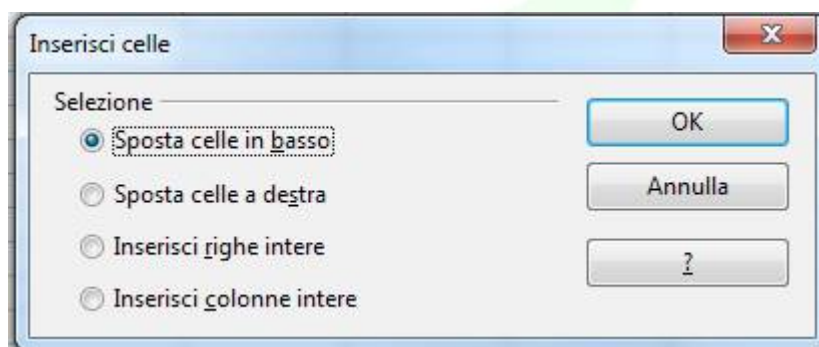 Inserisci celle
Selezione
Sposta celle in basso
Sposta celle a destra
Inserisci righe intere
Inserisci colonne intere
OK
Annulla
?